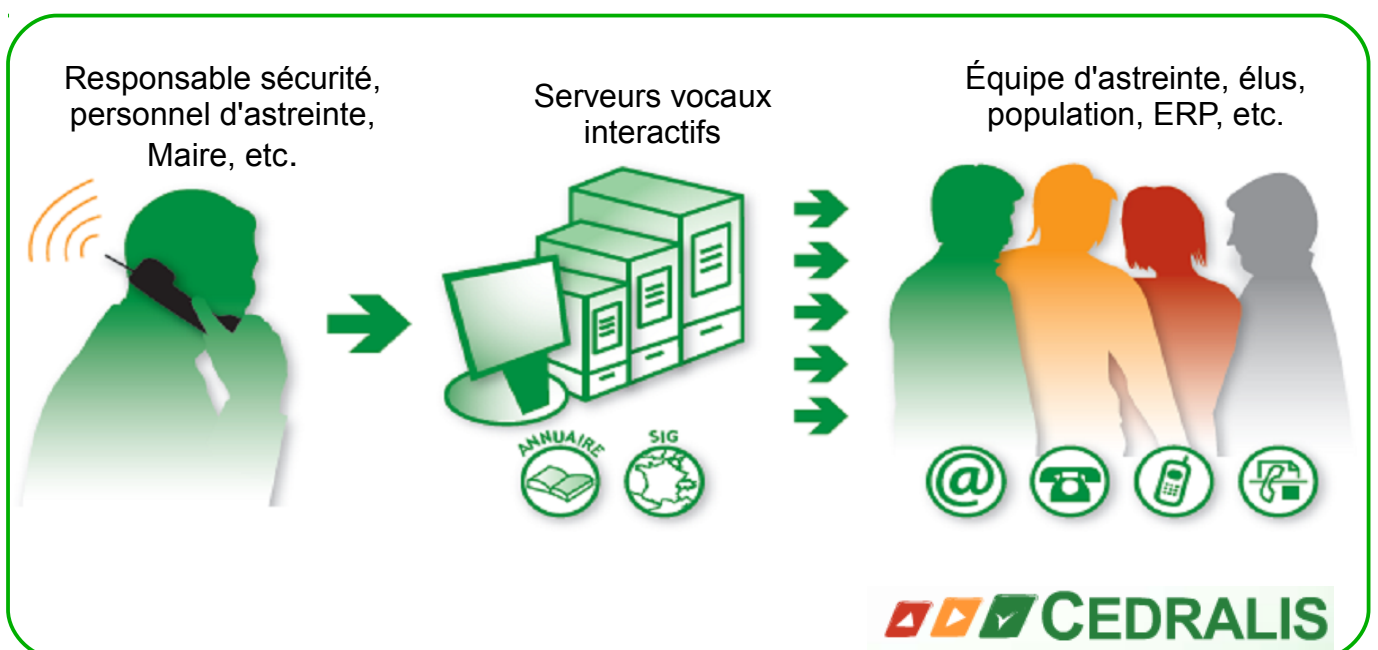 Responsable sécurité,
personnel d'astreinte,
Maire, etc.
Serveurs vocaux
interactifs
Équipe d'astreinte, élus,
population, ERP, etc.
ANNUAIRE
SIG
@
CEDRALIS